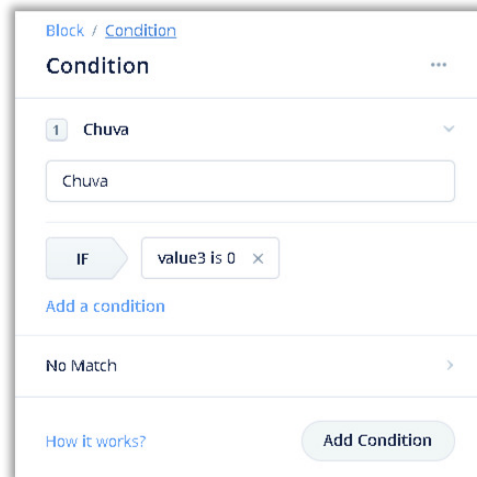 Block / Condition
Condition
1 Chuva
Chuva
IF value3 is 0
Add a condition
No Match
How it works? Add Condition